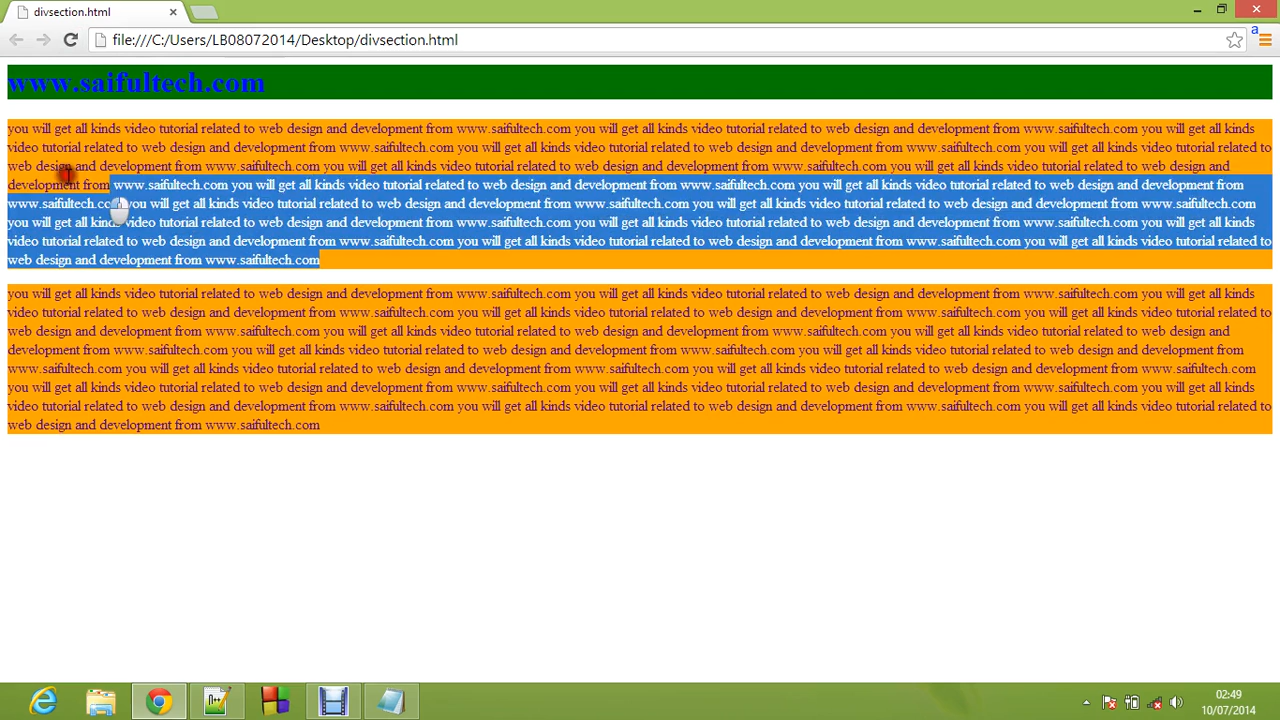 divsection.html
file:///C:/Users/LB08072014/Desktop/divsection.html
a
www.saifultech.com
you will get all kinds video tutorial related to web design and development from www.saifultech.com you will get all kinds video tutorial related to web design and development from www.saifultech.com you will get all kinds
video tutorial related to web design and development from www.saifultech.com you will get all kinds video tutorial related to web design and development from www.saifultech.com you will get all kinds video tutorial related to
web design and development from www.saifultech.com you will get all kinds video tutorial related to web design and development from www.saifultech.com you will get all kinds video tutorial related to web design and
development from www.saifultech.com you will get all kinds video tutorial related to web design and development from www.saifultech.com you will get all kinds video tutorial related to web design and development from
www.saifultech.com you will get all kinds video tutorial related to web design and development from www.saifultech.com you will get all kinds video tutorial related to web design and development from www.saifultech.com
you will get all kinds video tutorial related to web design and development from www.saifultech.com you will get all kinds video tutorial related to web design and development from www.saifultech.com you will get all kinds
video tutorial related to web design and development from www.saifultech.com you will get all kinds video tutorial related to web design and development from www.saifultech.com you will get all kinds video tutorial related to
web design and development from www.saifultech.com
you will get all kinds video tutorial related to web design and development from www.saifultech.com you will get all kinds video tutorial related to web design and development from www.saifultech.com you will get all kinds
video tutorial related to web design and development from www.saifultech.com you will get all kinds video tutorial related to web design and development from www.saifultech.com you will get all kinds video tutorial related to
web design and development from www.saifultech.com you will get all kinds video tutorial related to web design and development from www.saifultech.com you will get all kinds video tutorial related to web design and
development from www.saifultech.com you will get all kinds video tutorial related to web design and development from www.saifultech.com you will get all kinds video tutorial related to web design and development from
www.saifultech.com you will get all kinds video tutorial related to web design and development from www.saifultech.com you will get all kinds video tutorial related to web design and development from www.saifultech.com
you will get all kinds video tutorial related to web design and development from www.saifultech.com you will get all kinds video tutorial related to web design and development from www.saifultech.com you will get all kinds
video tutorial related to web design and development from www.saifultech.com you will get all kinds video tutorial related to web design and development from www.saifultech.com you will get all kinds video tutorial related to
web design and development from www.saifultech.com
02:49
10/07/2014